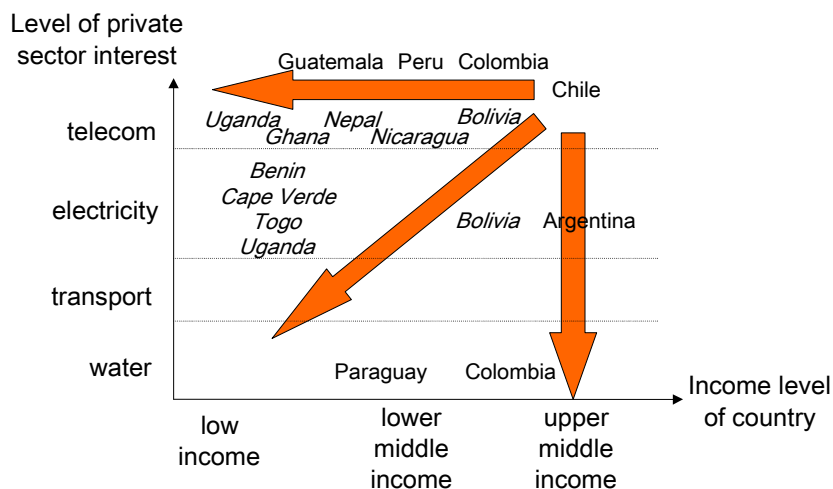 Level of private
sector interest
Guatemala Peru Colombia
Chile
Uganda Nepal Bolivia
telecom
Ghana Nicaragua
Benin
Cape Verde
electricity
Togo Bolivia Argentina
Uganda
transport
water
Paraguay Colombia
Income level
of country
low
income
lower
middle
income
upper
middle
income